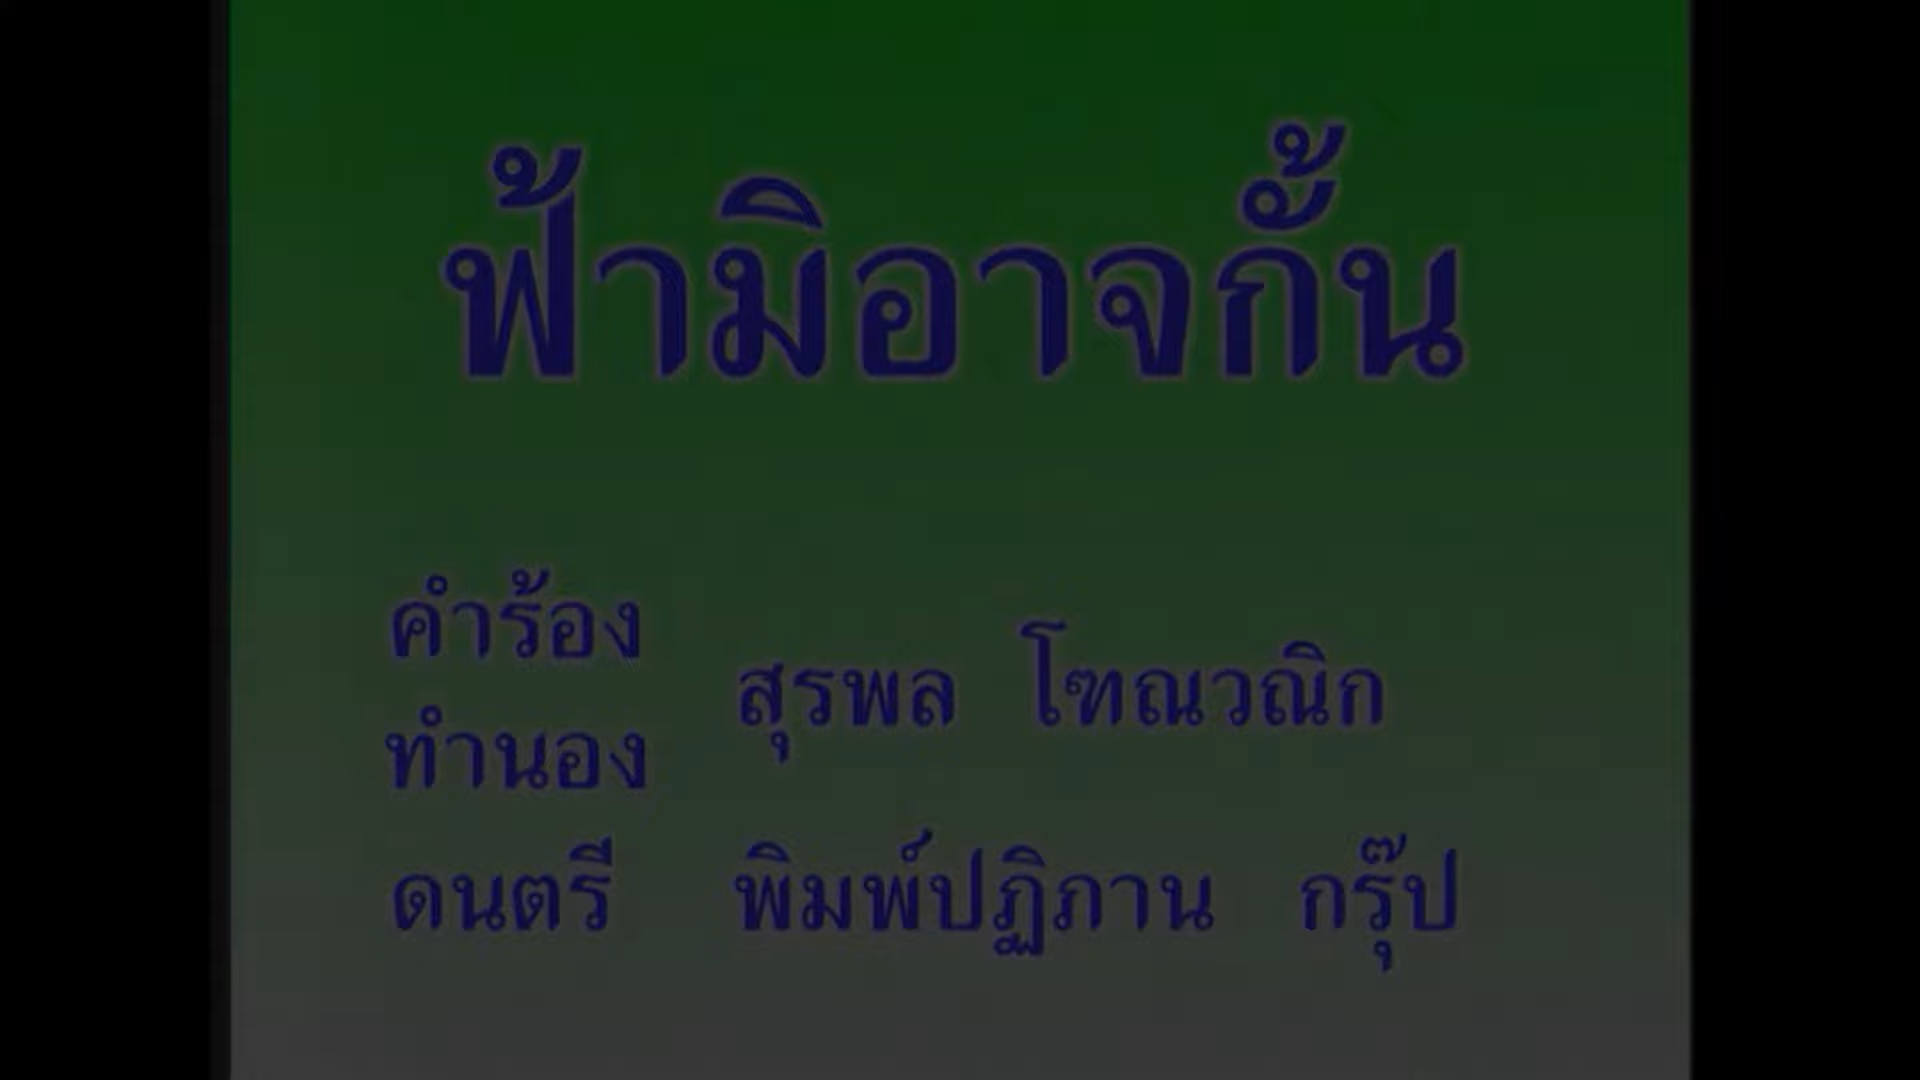 ฟ้ามิอาจกั้น
คำร้อง
สุรพล โทณวณิก
ทำนอง
ดนตรี พิมพ์ปฏิภาน กรุ๊ป